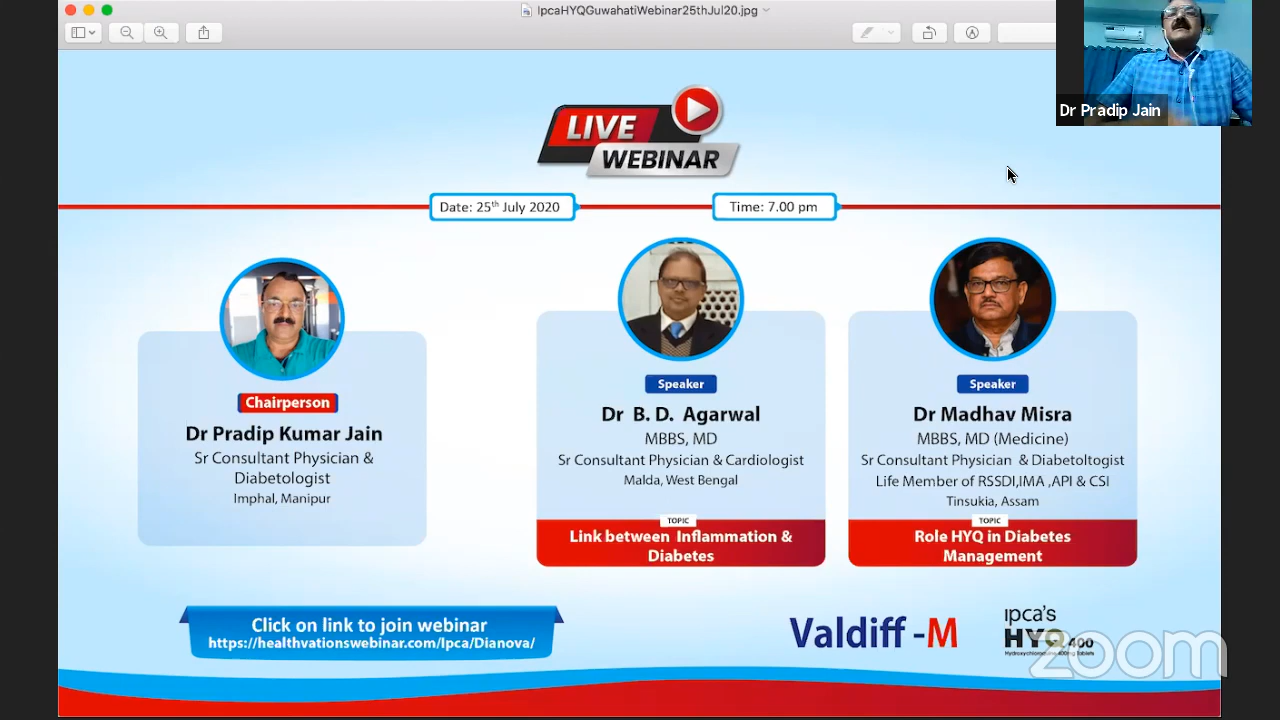 IpcaHYQGuwahatiWebinar25thJul20.jpg
Dr Pradip Jain
LIVE
WEBINAR
Date: 25th July 2020
Time: 7.00 pm
Chairperson
Dr Pradip Kumar Jain
Sr Consultant Physician &
Diabetologist
Imphal, Manipur
Speaker
Dr B. D. Agarwal
MBBS, MD
Sr Consultant Physician & Cardiologist
Malda, West Bengal
TOPIC
Link between Inflammation &
Diabetes
Speaker
Dr Madhav Misra
MBBS, MD (Medicine)
Sr Consultant Physician & Diabetoltogist
Life Member of RSSDI,IMA ,API & CSI
Tinsukia, Assam
TOPIC
Role HYQ in Diabetes
Management
Click on link to join webinar
https://healthvationswebinar.com/Ipca/Dianova/
Valdiff -M
ipca's
HYQ 400
zoom